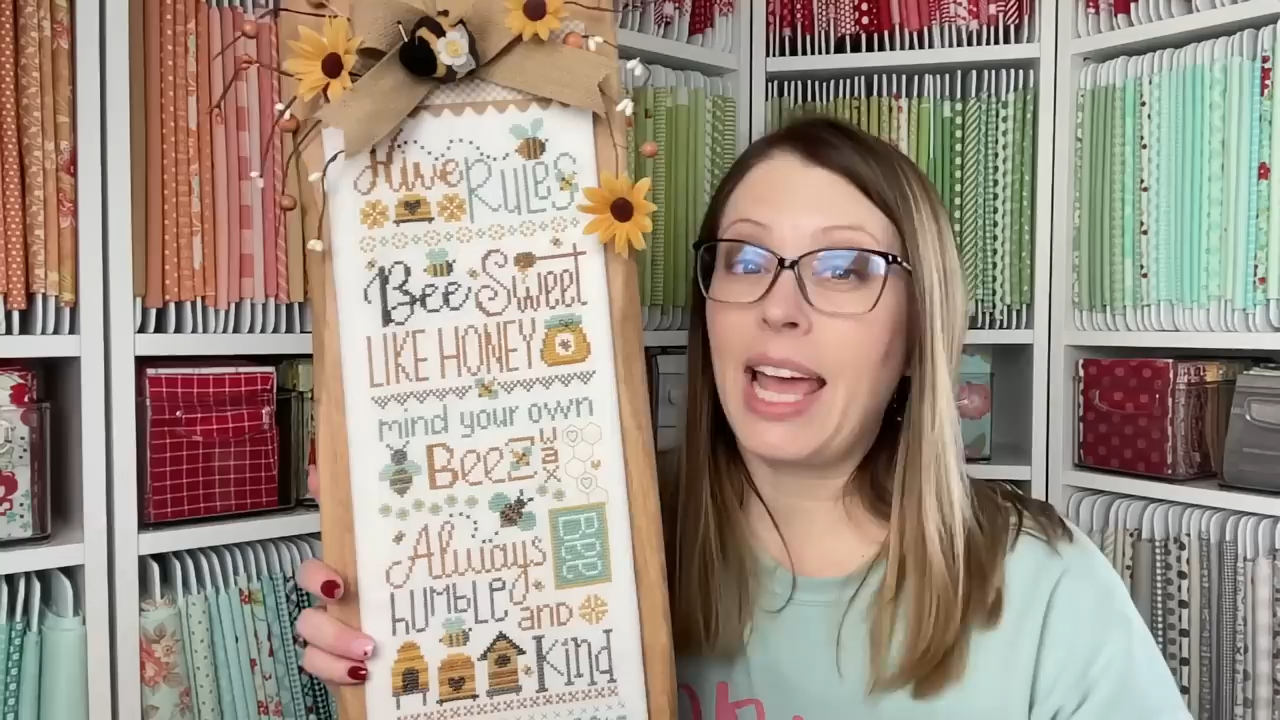 Hive RULES
Bee Sweet
LIKE HONEY
mind your own
Beez wax
Always Bee
HUMBLE and
Kind